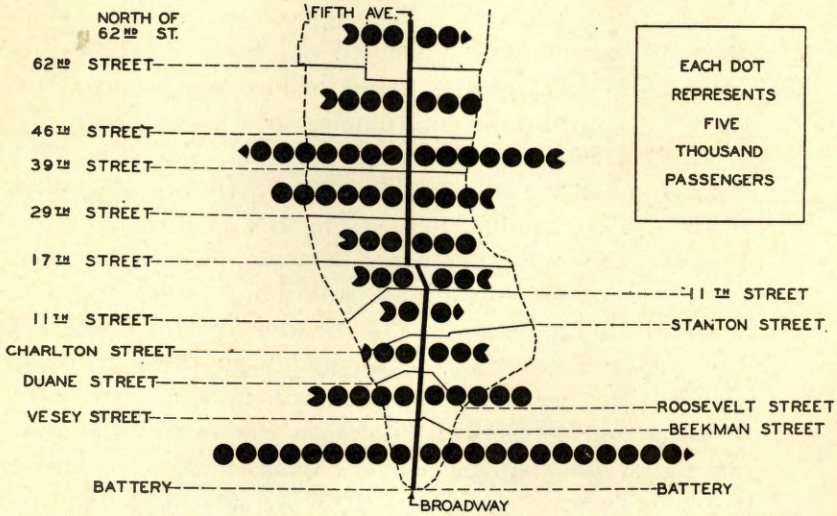 NORTH OF
62ND ST.
FIFTH AVE.
62ND STREET
46TH STREET
39TH STREET
29TH STREET
17TH STREET
11TH STREET
CHARLTON STREET
DUANE STREET
VESEY STREET
BATTERY
EACH DOT
REPRESENTS
FIVE
THOUSAND
PASSENGERS
11TH STREET
STANTON STREET.
ROOSEVELT STREET
BEEKMAN STREET
BATTERY
BROADWAY